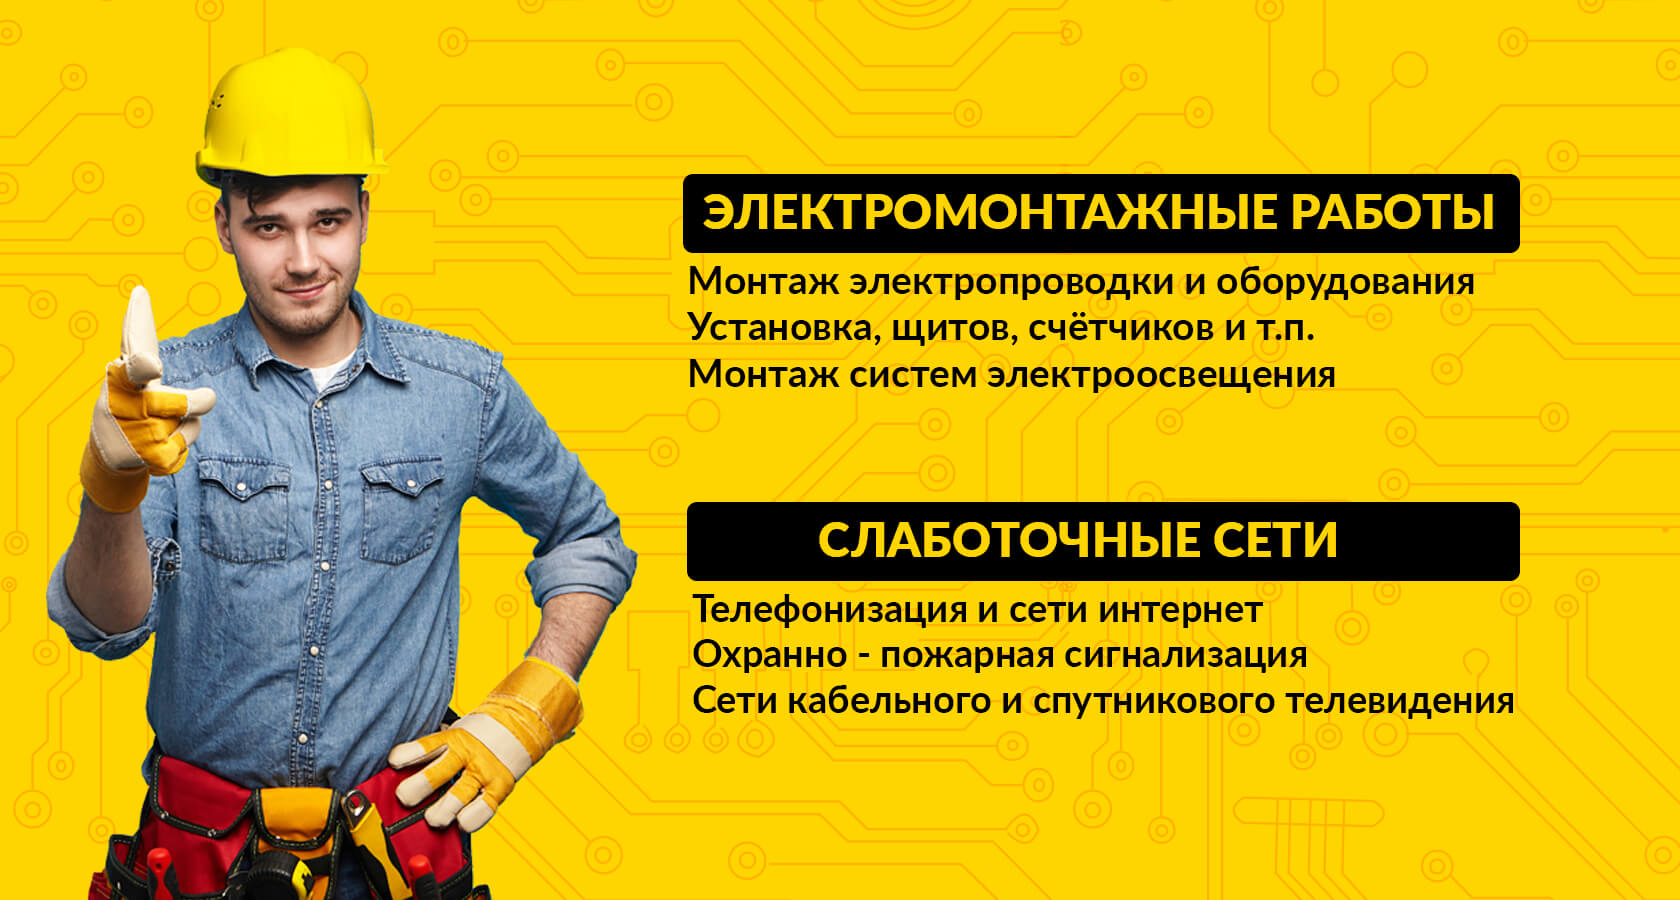 ЭЛЕКТРОМОНТАЖНЫЕ РАБОТЫ
Монтаж электропроводки и оборудования
Установка, щитов, счётчиков и т.п.
Монтаж систем электроосвещения
СЛАБОТОЧНЫЕ СЕТИ
Телефонизация и сети интернет
Охранно - пожарная сигнализация
Сети кабельного и спутникового телевидения